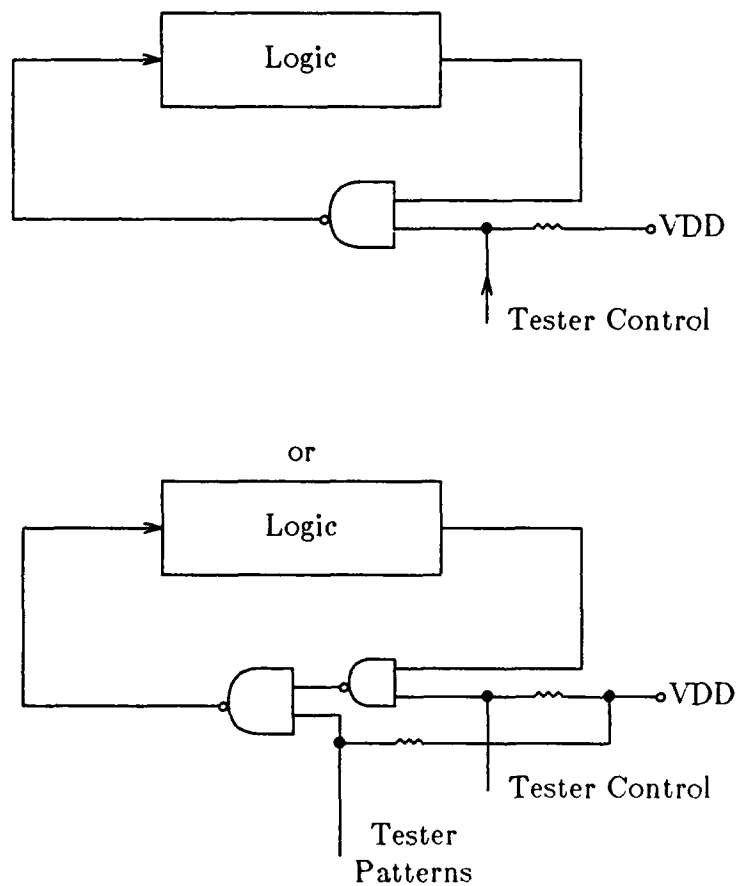 Logic
VDD
Tester Control
or
Logic
VDD
Tester Control
Tester
Patterns